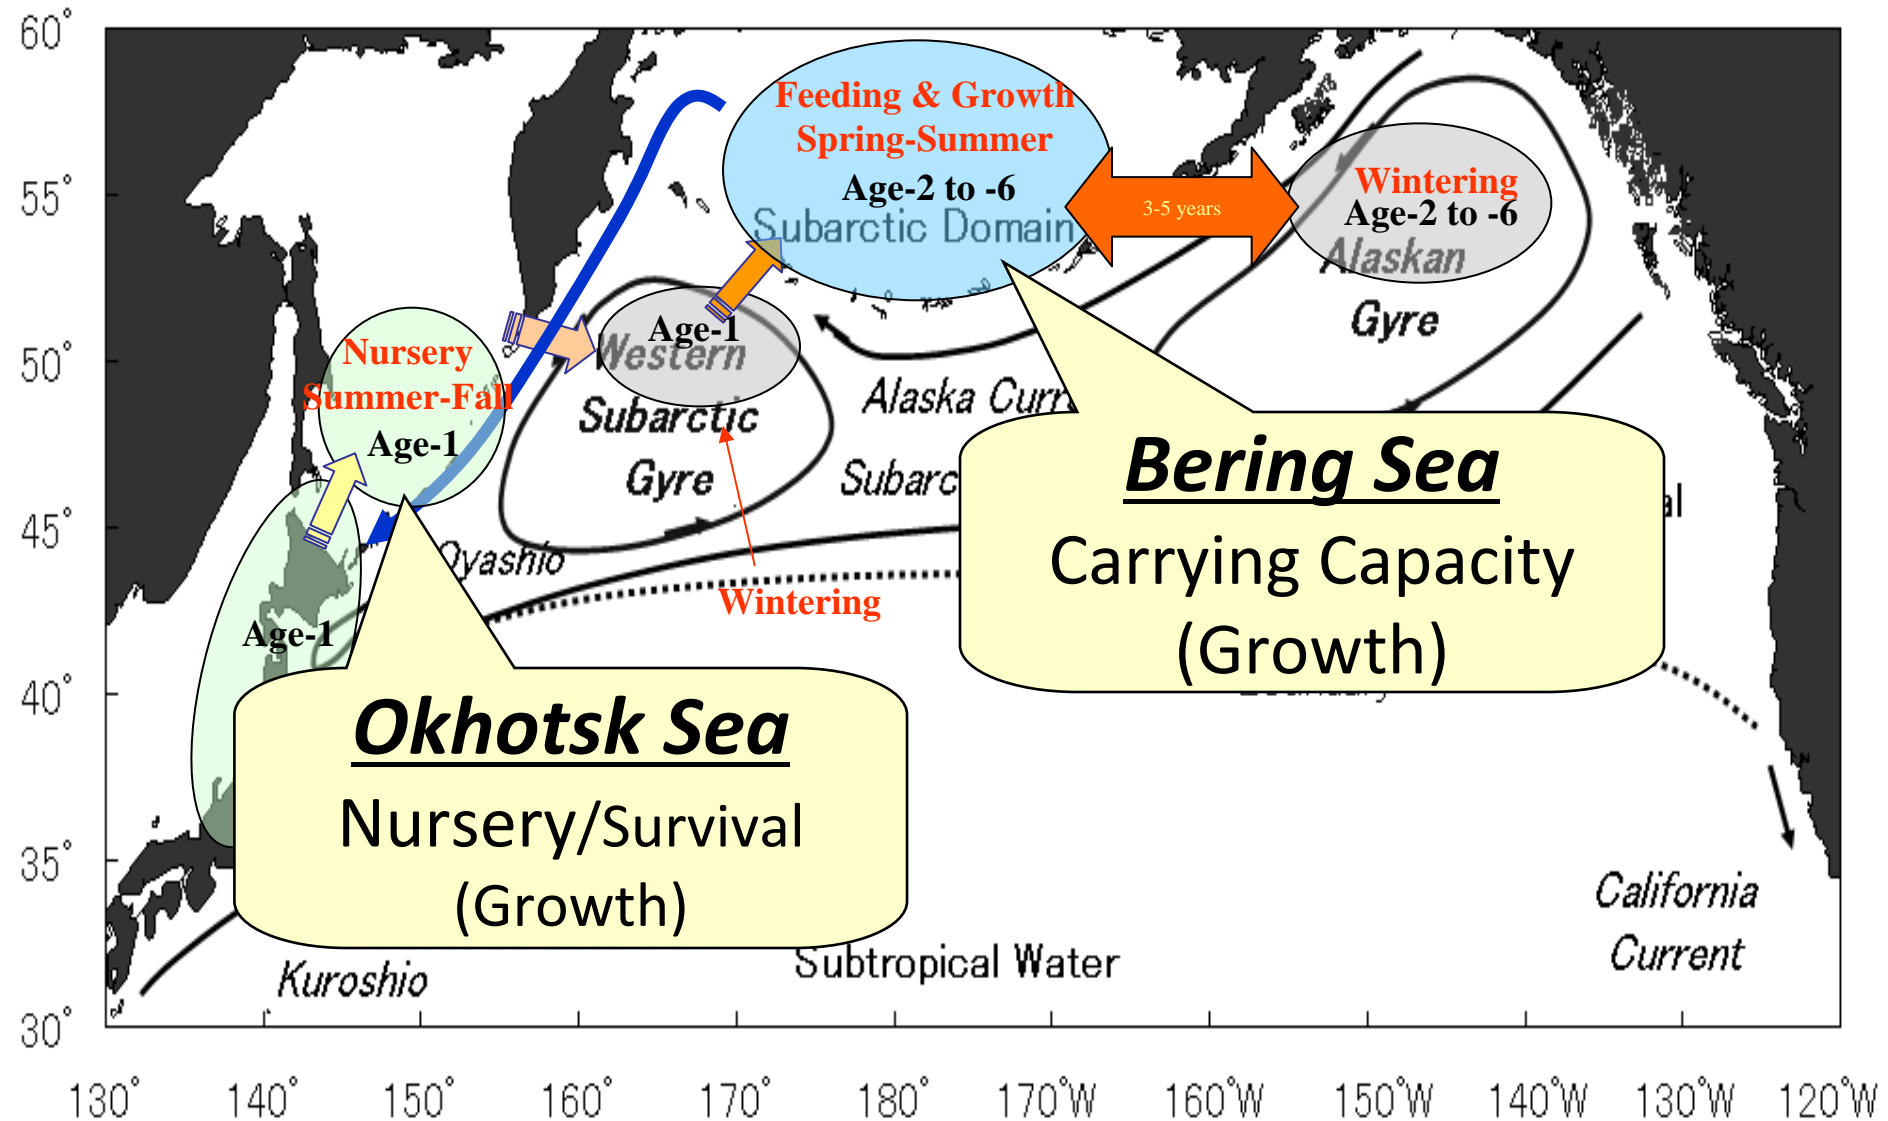 60°
55°
50°
45°
40°
35°
30°
130°
140°
150°
160°
170°
180°
170°W
160°W
150°W
140°W
130°W
120°W
Feeding & Growth
Spring-Summer
Age-2 to -6
Subarctic Domain
3-5 years
Wintering
Age-2 to -6
Alaskan
Gyre
Nursery
Summer-Fall
Age-1
Age-1
Western
Subarctic
Gyre
Alaska Curr
Subarc
al
Oyashio
Wintering
Age-1
Bering Sea
Carrying Capacity
(Growth)
Okhotsk Sea
Nursery/Survival
(Growth)
Kuroshio
Subtropical Water
California
Current